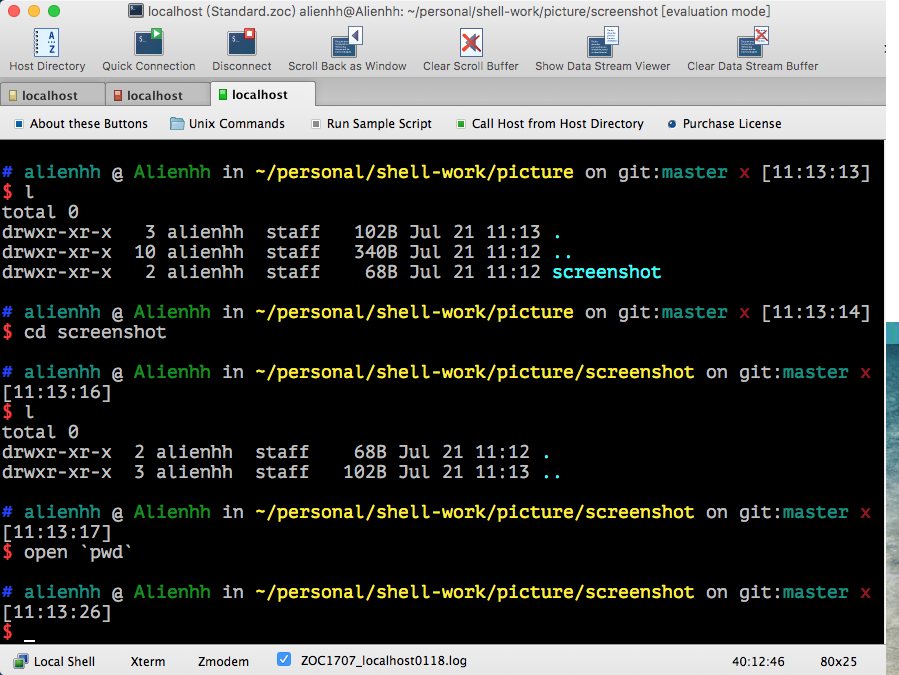 localhost (Standard.zoc) alienhh@Alienhh: ~/personal/shell-work/picture/screenshot [evaluation mode]
Host Directory Quick Connection Disconnect Scroll Back as Window Clear Scroll Buffer Show Data Stream Viewer Clear Data Stream Buffer
localhost localhost localhost
About these Buttons Unix Commands Run Sample Script Call Host from Host Directory Purchase License
# alienhh @ Alienhh in ~/personal/shell-work/picture on git:master x [11:13:13]
$ l
total 0
drwxr-xr-x 3 alienhh staff 102B Jul 21 11:13 .
drwxr-xr-x 10 alienhh staff 340B Jul 21 11:12 ..
drwxr-xr-x 2 alienhh staff 68B Jul 21 11:12 screenshot
# alienhh @ Alienhh in ~/personal/shell-work/picture on git:master x [11:13:14]
$ cd screenshot
# alienhh @ Alienhh in ~/personal/shell-work/picture/screenshot on git:master x
[11:13:16]
$ l
total 0
drwxr-xr-x 2 alienhh staff 68B Jul 21 11:12 .
drwxr-xr-x 3 alienhh staff 102B Jul 21 11:13 ..
# alienhh @ Alienhh in ~/personal/shell-work/picture/screenshot on git:master x
[11:13:17]
$ open `pwd`
# alienhh @ Alienhh in ~/personal/shell-work/picture/screenshot on git:master x
[11:13:26]
$ _
Local Shell Xterm Zmodem ZOC1707_localhost0118.log 40:12:46 80x25